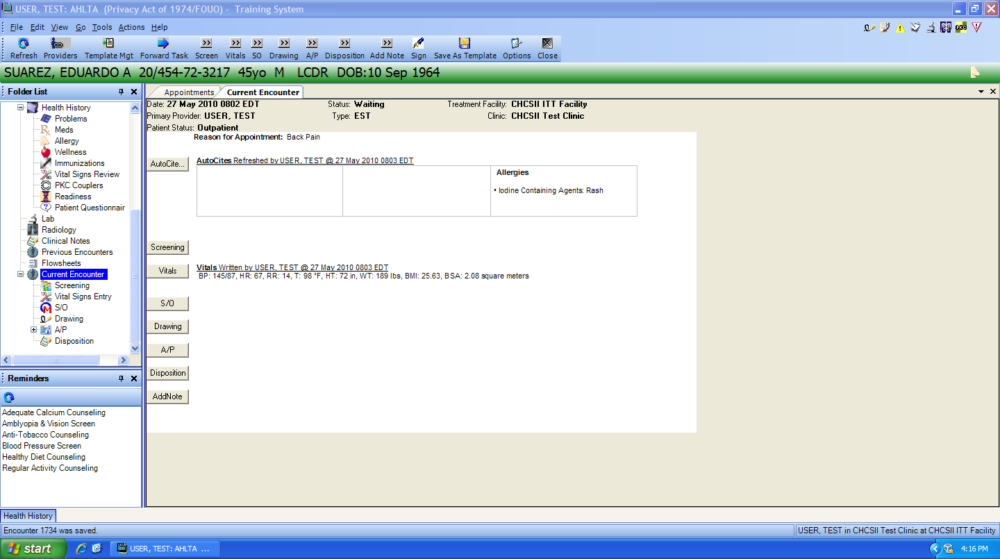 USER, TEST: AHLTA (Privacy Act of 1974/FOUO) - Training System
File Edit View Go Tools Actions Help
Refresh Providers Template Mgt Forward Task Screen Vitals SO Drawing A/P Disposition Add Note Sign Save As Template Options Close
SUAREZ, EDUARDO A 20/454-72-3217 45yo M LCDR DOB:10 Sep 1964
Folder List
Health History
Problems
Meds
Allergy
Wellness
Immunizations
Vital Signs Review
PKC Couplers
Readiness
Patient Questionnair
Lab
Radiology
Clinical Notes
Previous Encounters
Flowsheets
Current Encounter
Screening
Vital Signs Entry
S/O
Drawing
A/P
Disposition
Reminders
Adequate Calcium Counseling
Amblyopia & Vision Screen
Anti-Tobacco Counseling
Blood Pressure Screen
Healthy Diet Counseling
Regular Activity Counseling
Health History
Appointments Current Encounter
Date: 27 May 2010 0802 EDT Status: Waiting Treatment Facility: CHCSII ITT Facility
Primary Provider: USER, TEST Type: EST Clinic: CHCSII Test Clinic
Patient Status: Outpatient
Reason for Appointment: Back Pain
AutoCite... AutoCites Refreshed by USER, TEST @ 27 May 2010 0803 EDT
Allergies
• Iodine Containing Agents: Rash
Screening
Vitals Vitals Written by USER, TEST @ 27 May 2010 0803 EDT
BP: 145/87, HR: 67, RR: 14, T: 98 °F, HT: 72 in, WT: 189 lbs, BMI: 25.63, BSA: 2.08 square meters
S/O
Drawing
A/P
Disposition
AddNote
Encounter 1734 was saved. USER, TEST in CHCSII Test Clinic at CHCSII ITT Facility
start USER, TEST: AHLTA ... 4:16 PM